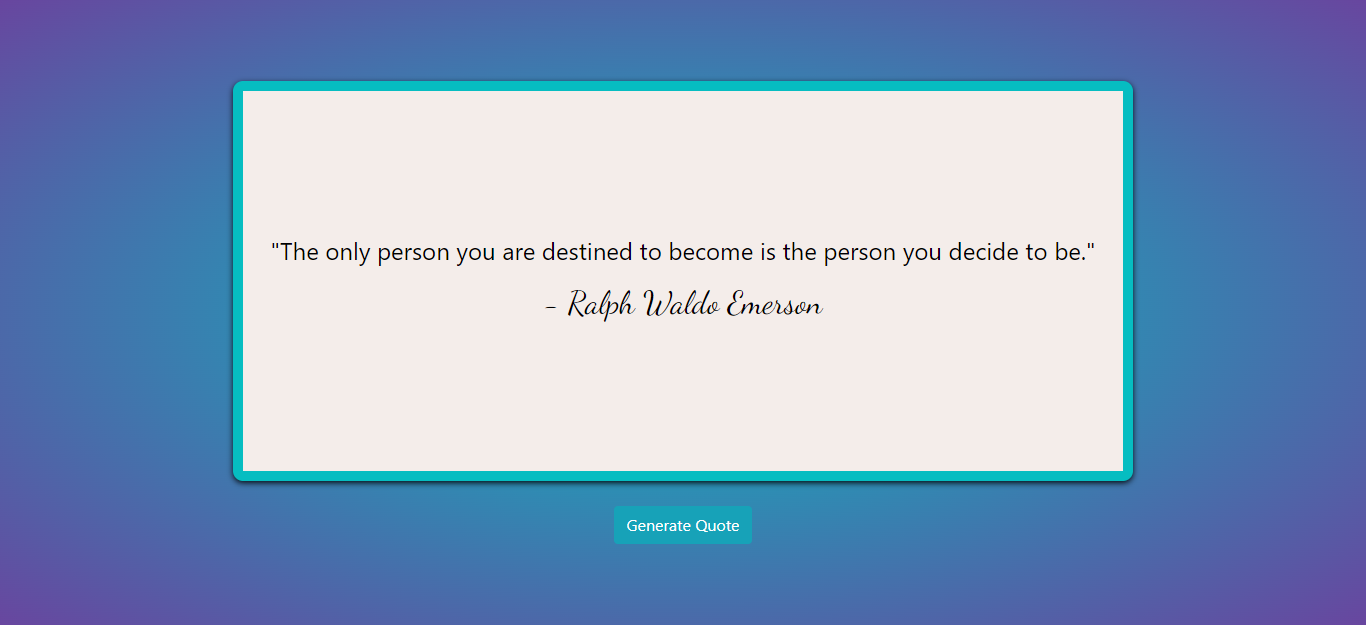 "The only person you are destined to become is the person you decide to be."
- Ralph Waldo Emerson
Generate Quote